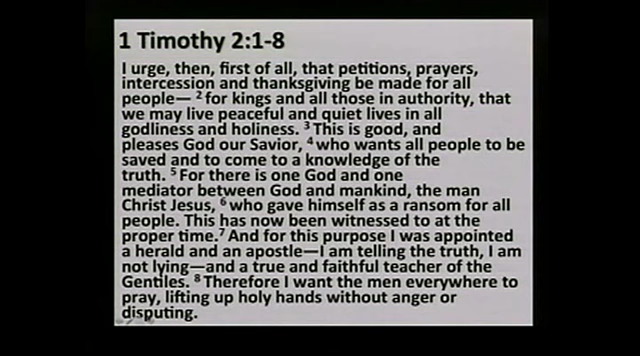 1 Timothy 2:1-8
I urge, then, first of all, that petitions, prayers,
intercession and thanksgiving be made for all
people— 2 for kings and all those in authority, that
we may live peaceful and quiet lives in all
godliness and holiness. 3 This is good, and
pleases God our Savior, 4 who wants all people to be
saved and to come to a knowledge of the
truth. 5 For there is one God and one
mediator between God and mankind, the man
Christ Jesus, 6 who gave himself as a ransom for all
people. This has now been witnessed to at the
proper time.7 And for this purpose I was appointed
a herald and an apostle—I am telling the truth, I am
not lying—and a true and faithful teacher of the
Gentiles. 8 Therefore I want the men everywhere to
pray, lifting up holy hands without anger or
disputing.